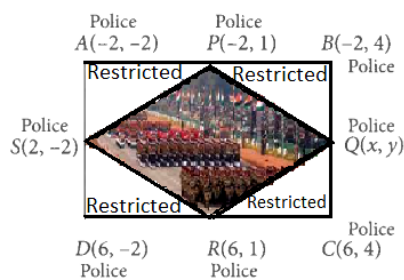 Police Police
A(-2, -2) P(-2, 1) B(-2, 4)
Restricted Restricted Police
Police Police
S(2, -2) Q(x, y)
Restricted Restricted
Police
D(6, -2) R(6, 1) C(6, 4)
Police Police